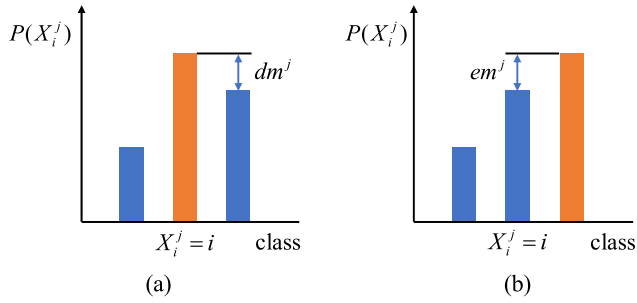 P(X_i^j)
dm^j
X_i^j = i
class
(a)
P(X_i^j)
em^j
X_i^j = i
class
(b)